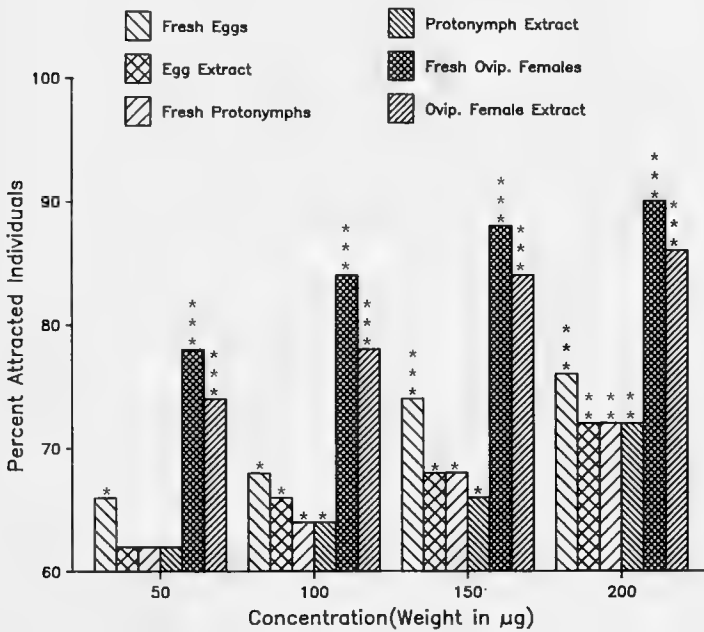 Fresh Eggs
Egg Extract
Fresh Protonymphs
Protonymph Extract
Fresh Ovip. Females
Ovip. Female Extract
Percent Attracted Individuals
100
90
80
70
60
* * *
* * *
* * *
* * *
* * *
* * *
* * *
* * *
* * *
* * *
* * * * * *
* *
* *
* * *
*
50 100 150 200
Concentration(Weight in µg)